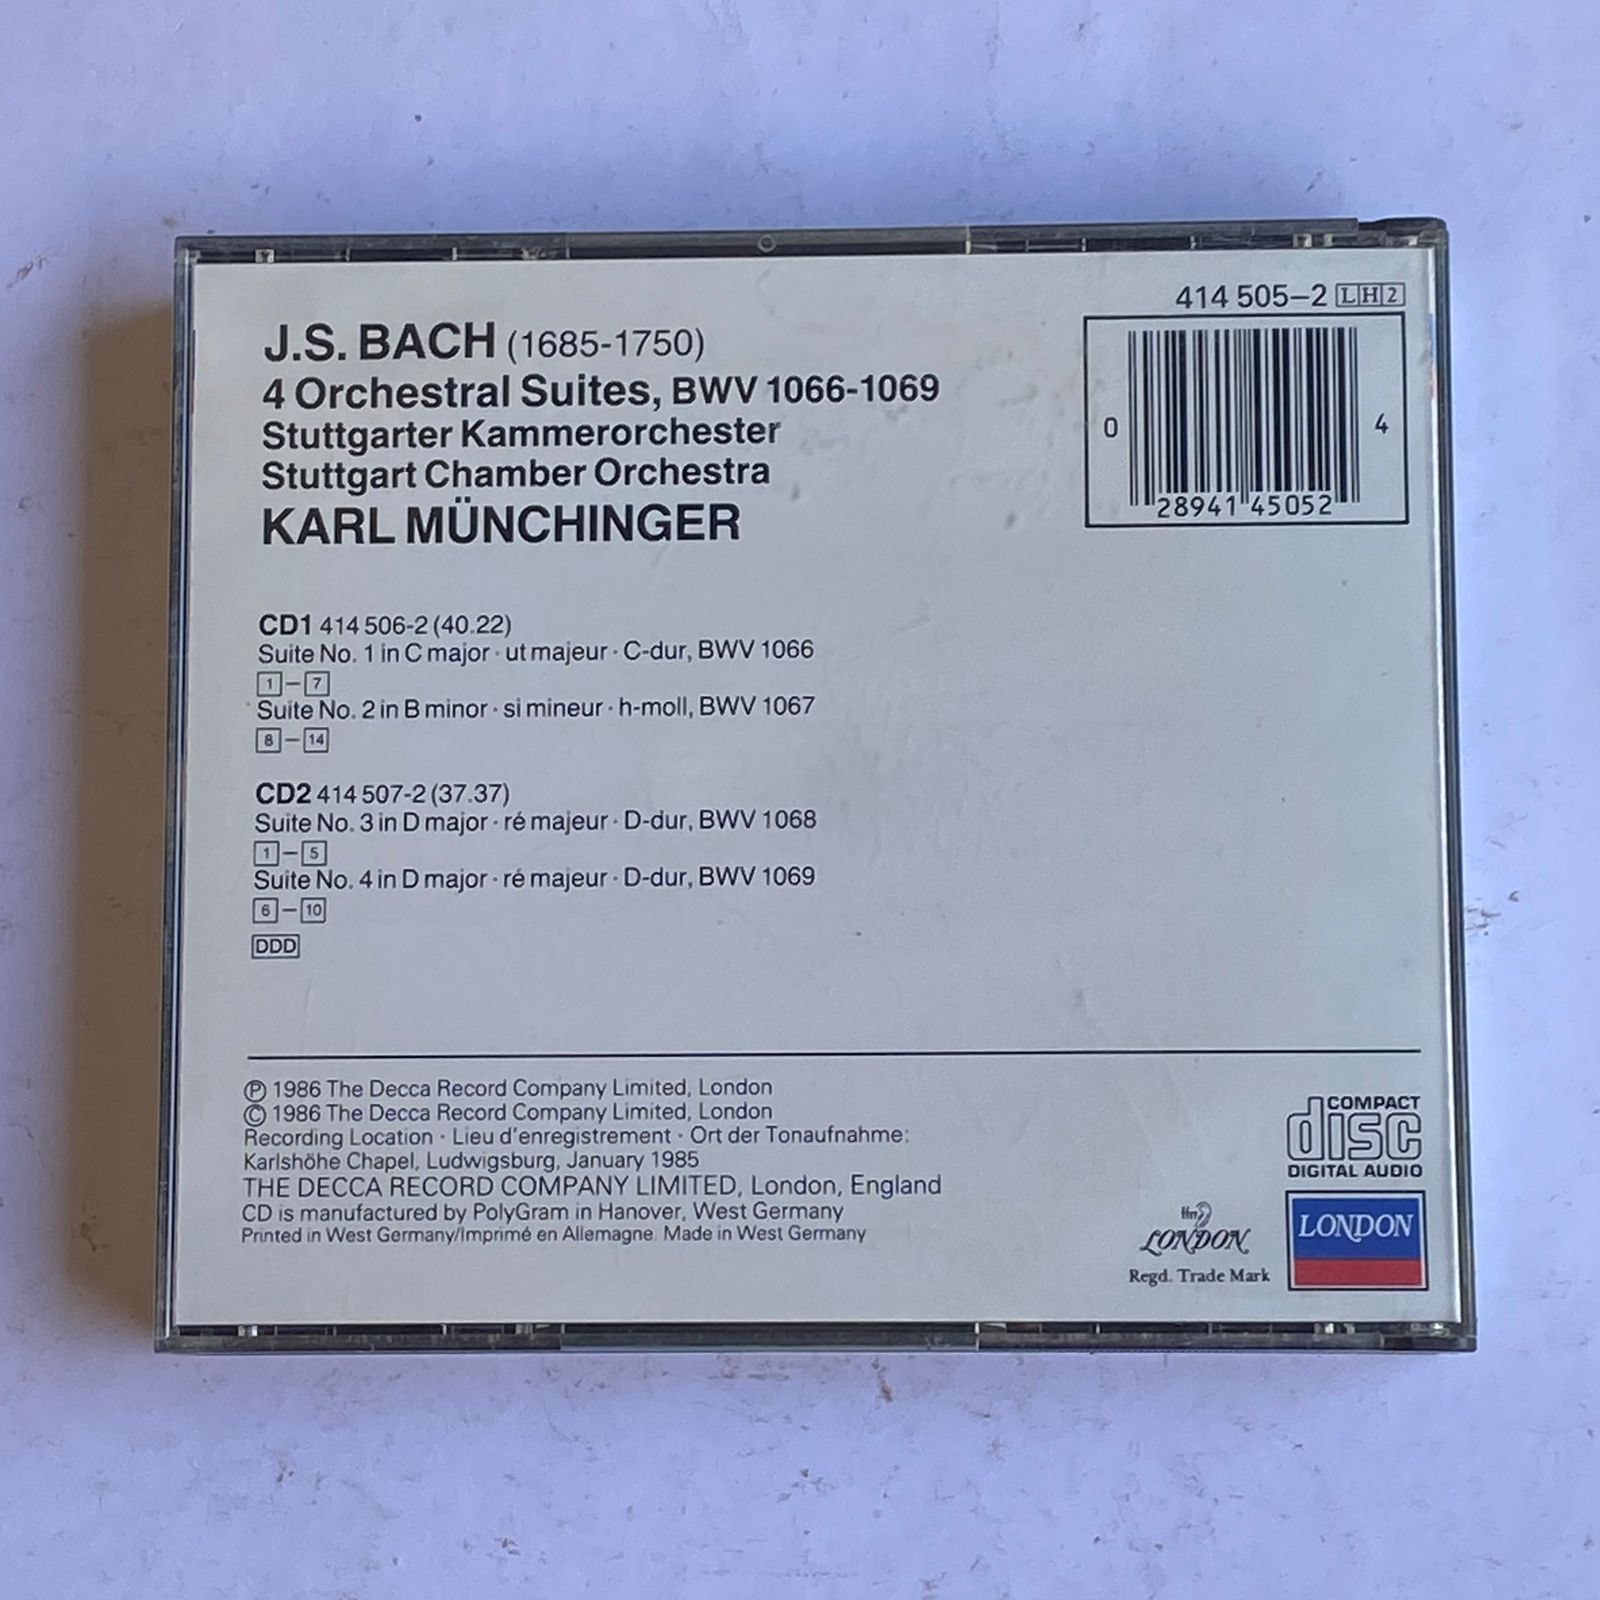 414 505–2 LH2
J.S. BACH (1685-1750)
4 Orchestral Suites, BWV 1066-1069
Stuttgarter Kammerorchester
Stuttgart Chamber Orchestra
KARL MÜNCHINGER
0 28941 45052 4
CD1 414 506-2 (40.22)
Suite No. 1 in C major · ut majeur · C-dur, BWV 1066
1 – 7
Suite No. 2 in B minor · si mineur · h-moll, BWV 1067
8 – 14
CD2 414 507-2 (37.37)
Suite No. 3 in D major · ré majeur · D-dur, BWV 1068
1 – 5
Suite No. 4 in D major · ré majeur · D-dur, BWV 1069
6 – 10
DDD
Ⓟ 1986 The Decca Record Company Limited, London
© 1986 The Decca Record Company Limited, London
Recording Location · Lieu d'enregistrement · Ort der Tonaufnahme:
Karlshöhe Chapel, Ludwigsburg, January 1985
THE DECCA RECORD COMPANY LIMITED, London, England
CD is manufactured by PolyGram in Hanover, West Germany
Printed in West Germany/Imprimé en Allemagne. Made in West Germany
COMPACT
disc
DIGITAL AUDIO
ffrr
LONDON
Regd. Trade Mark
LONDON